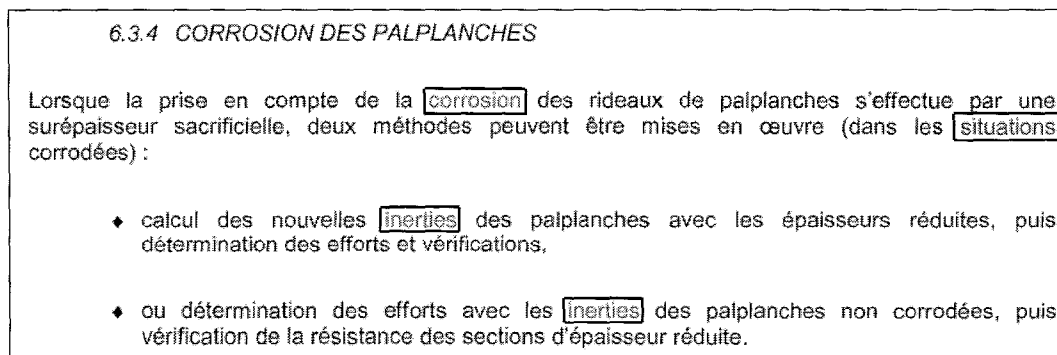 6.3.4 CORROSION DES PALPLANCHES
Lorsque la prise en compte de la corrosion des rideaux de palplanches s'effectue par une
surépaisseur sacrificielle, deux méthodes peuvent être mises en œuvre (dans les situations
corrodées) :
♦ calcul des nouvelles inerties des palplanches avec les épaisseurs réduites, puis
détermination des efforts et vérifications,
♦ ou détermination des efforts avec les inerties des palplanches non corrodées, puis
vérification de la résistance des sections d'épaisseur réduite.